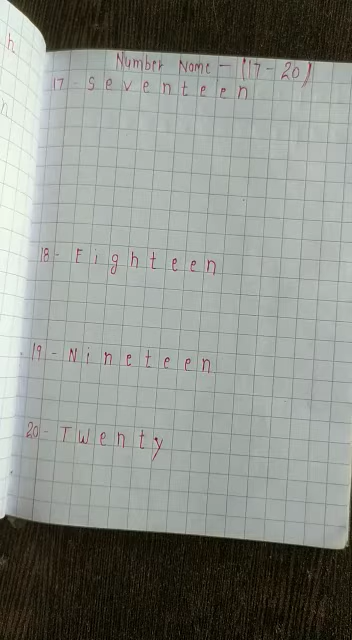 h
n
Number Name - (17 - 20)
17 - Seventeen
18 - Eighteen
19 - Nineteen
20 - Twenty